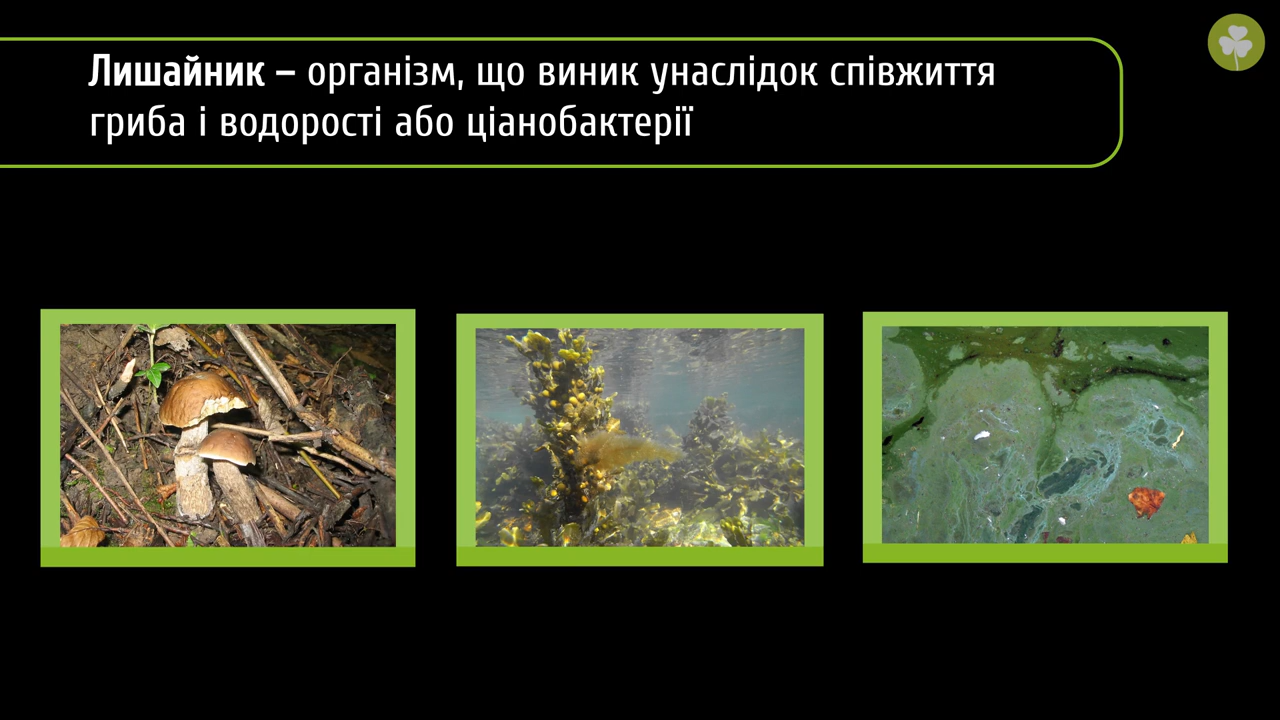 Лишайник – організм, що виник унаслідок співжиття
гриба і водорості або ціанобактерії